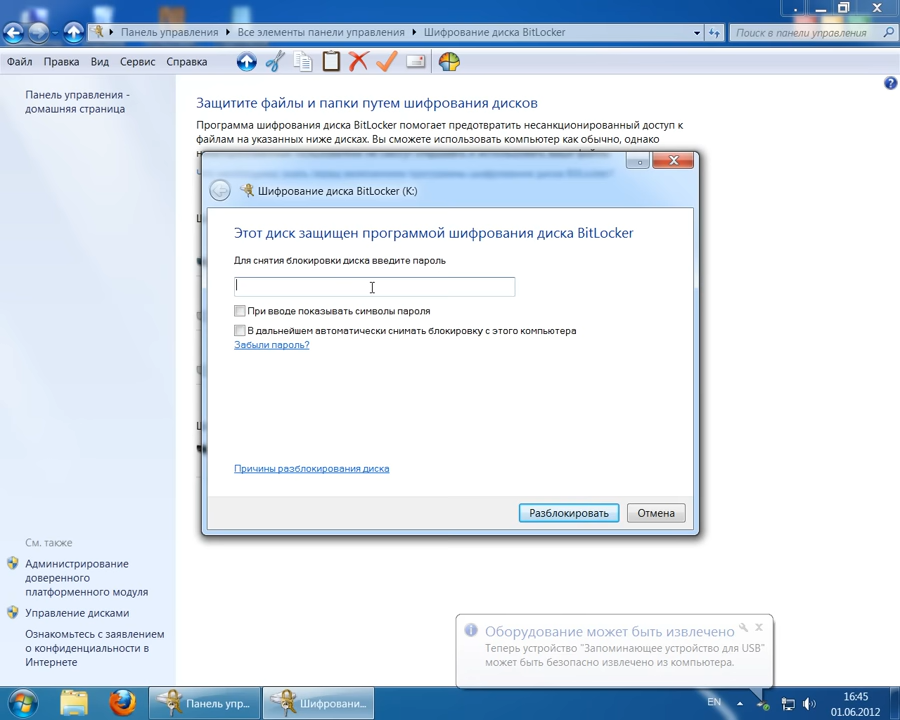 Панель управления
Все элементы панели управления
Шифрование диска BitLocker
Поиск в панели управления
Файл Правка Вид Сервис Справка
Панель управления -
домашняя страница
Защитите файлы и папки путем шифрования дисков
Программа шифрования диска BitLocker помогает предотвратить несанкционированный доступ к
файлам на указанных ниже дисках. Вы сможете использовать компьютер как обычно, однако
Шифрование диска BitLocker (K:)
Этот диск защищен программой шифрования диска BitLocker
Для снятия блокировки диска введите пароль
При вводе показывать символы пароля
В дальнейшем автоматически снимать блокировку с этого компьютера
Забыли пароль?
Причины разблокирования диска
Разблокировать
Отмена
См. также
Администрирование
доверенного
платформенного модуля
Управление дисками
Ознакомьтесь с заявлением
о конфиденциальности в
Интернете
Оборудование может быть извлечено
Теперь устройство "Запоминающее устройство для USB"
может быть безопасно извлечено из компьютера.
Панель упр...
Шифровани...
EN
16:45
01.06.2012